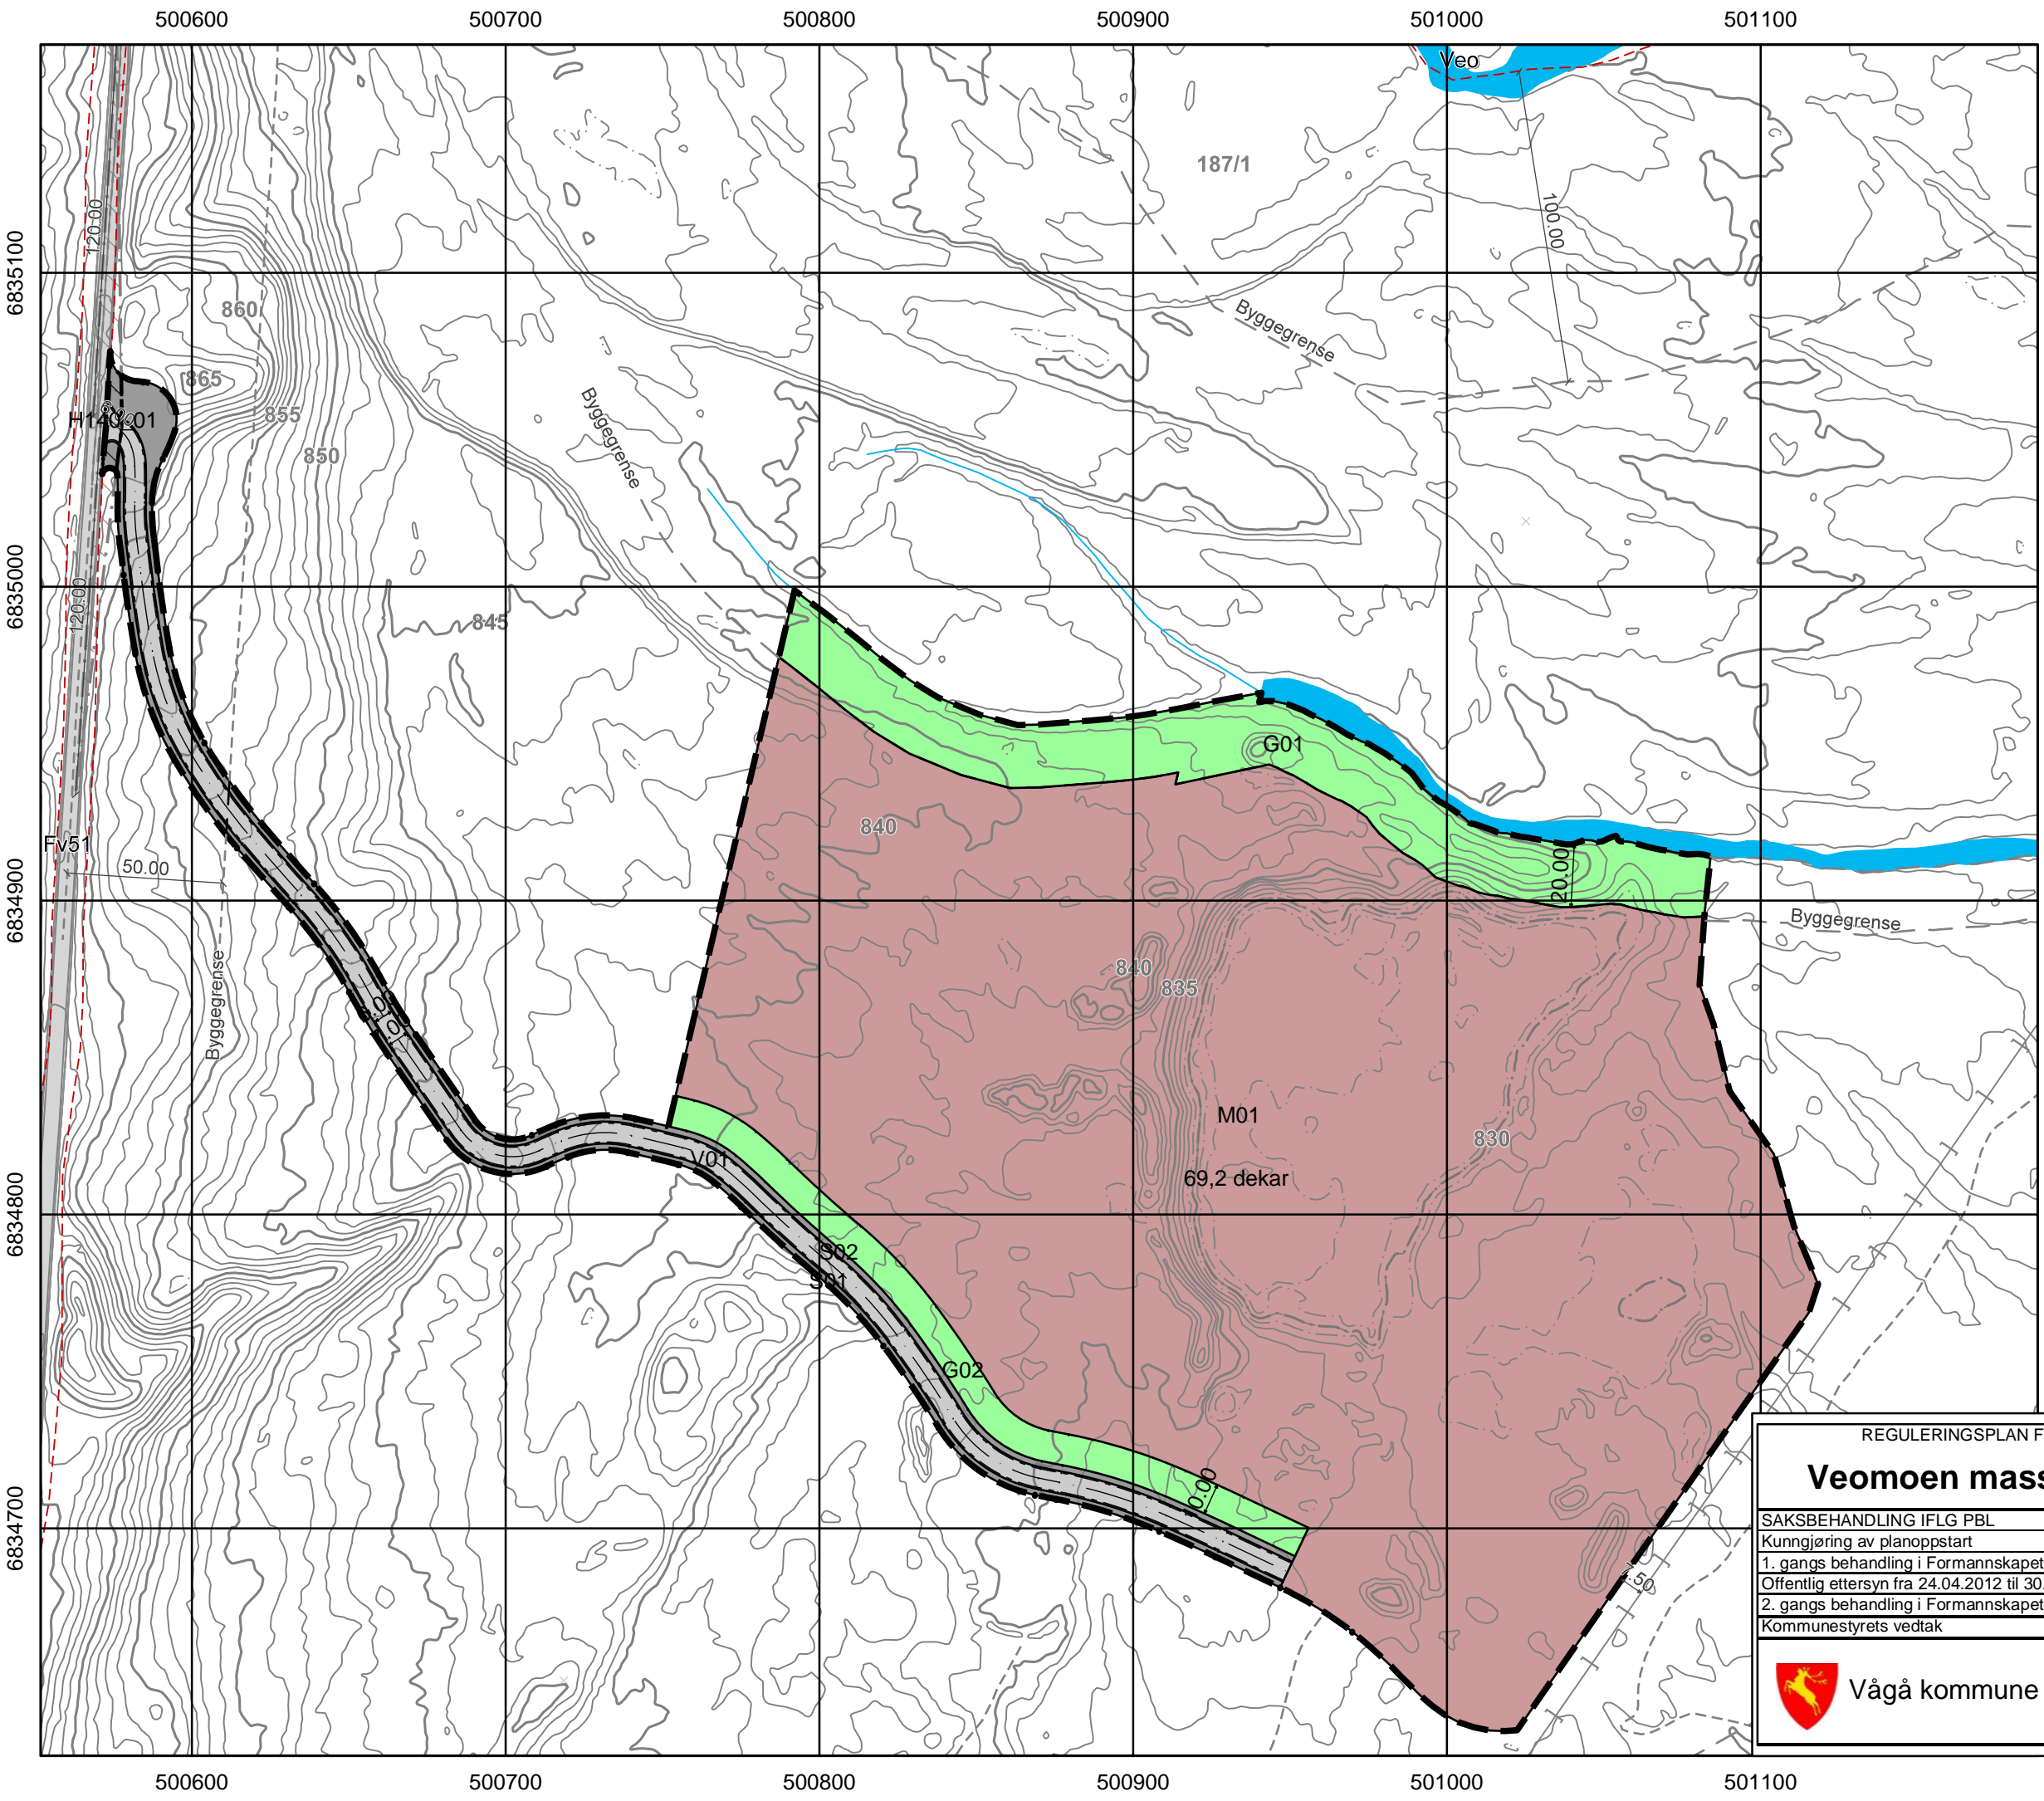 500600 500700 500800 500900 501000 501100
Veo
187/1
120.00
100.00
6835100
860
Byggegrense
865
855
H140_01
850
Byggegrense
6835000
120.00
845
G01
840
Fv51
50.00
20.00
6834900
Byggegrense
Byggegrense
840
835
M01
830
V01
69,2 dekar
6834800
S02
S01
G02
6834700
REGULERINGSPLAN F
Veomoen mass
SAKSBEHANDLING IFLG PBL
Kunngjøring av planoppstart
1. gangs behandling i Formannskapet
Offentlig ettersyn fra 24.04.2012 til 30.
2. gangs behandling i Formannskapet
Kommunestyrets vedtak
Vågå kommune
500600 500700 500800 500900 501000 501100